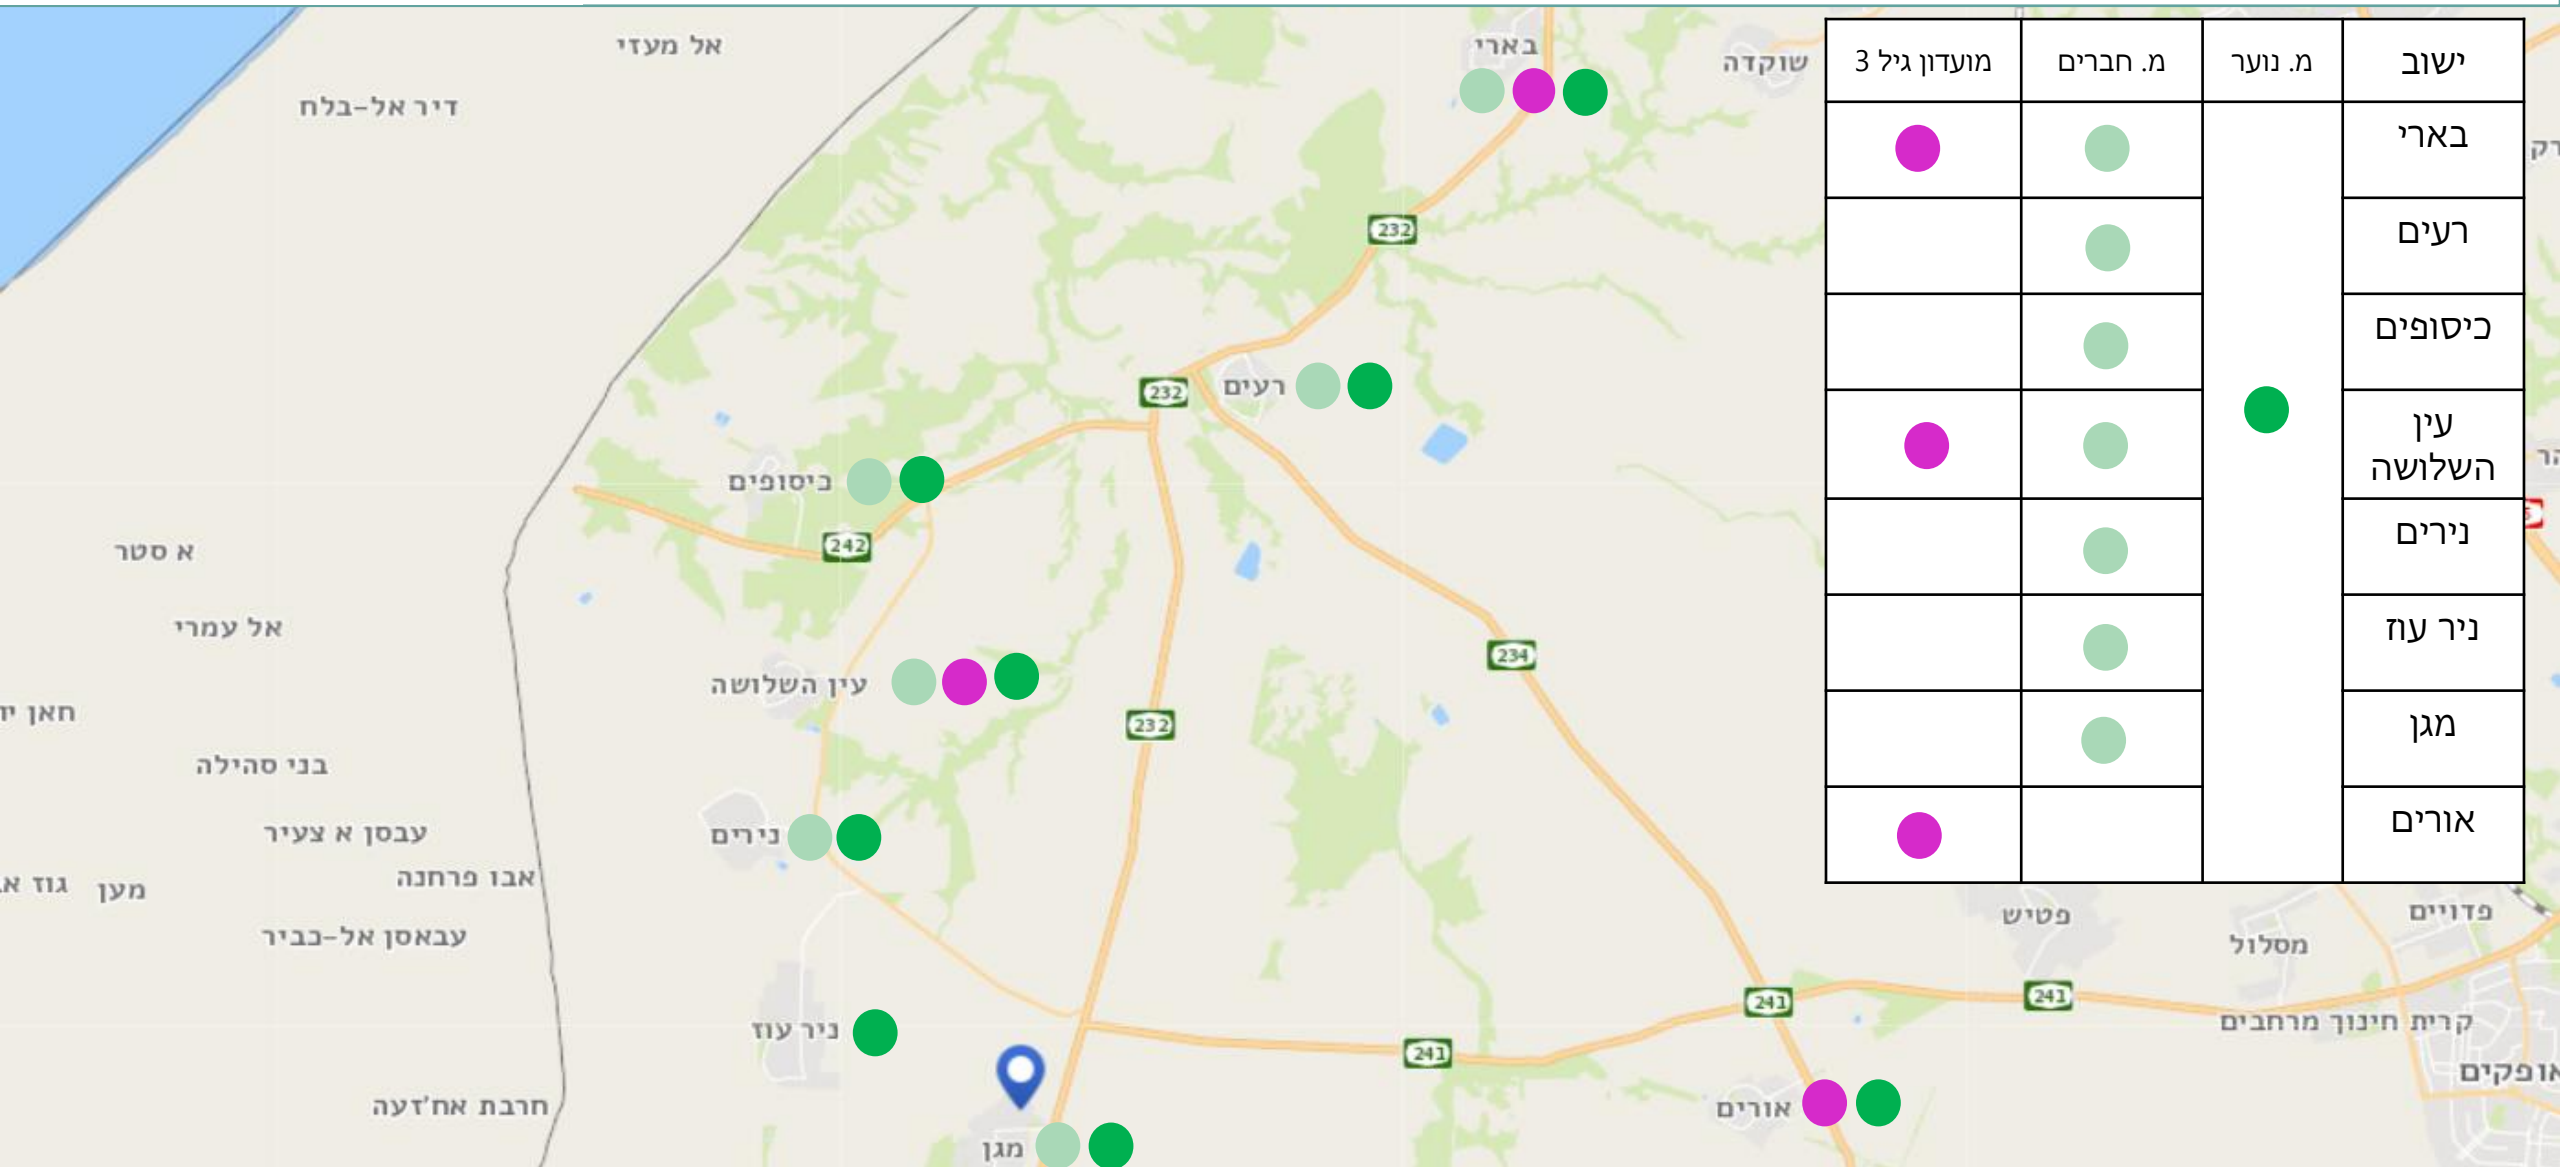 ישוב
מ. נוער
מ. חברים
מועדון גיל 3
בארי
רעים
כיסופים
עין
השלושה
נירים
ניר עוז
מגן
אורים
אל מעזי
בארי
שוקדה
דיר אל-בלח
232
רעים
232
כיסופים
242
א סטר
אל עמרי
234
עין השלושה
חאן
232
בני סהילה
עבסן א צעיר
נירים
אבו פרחנה
מען
גוז
עבאסן אל-כביר
פטיש
פדויים
מסלול
241
241
ניר עוז
241
קרית חינוך מרחבים
אופקים
חרבת אח'זעה
אורים
מגן